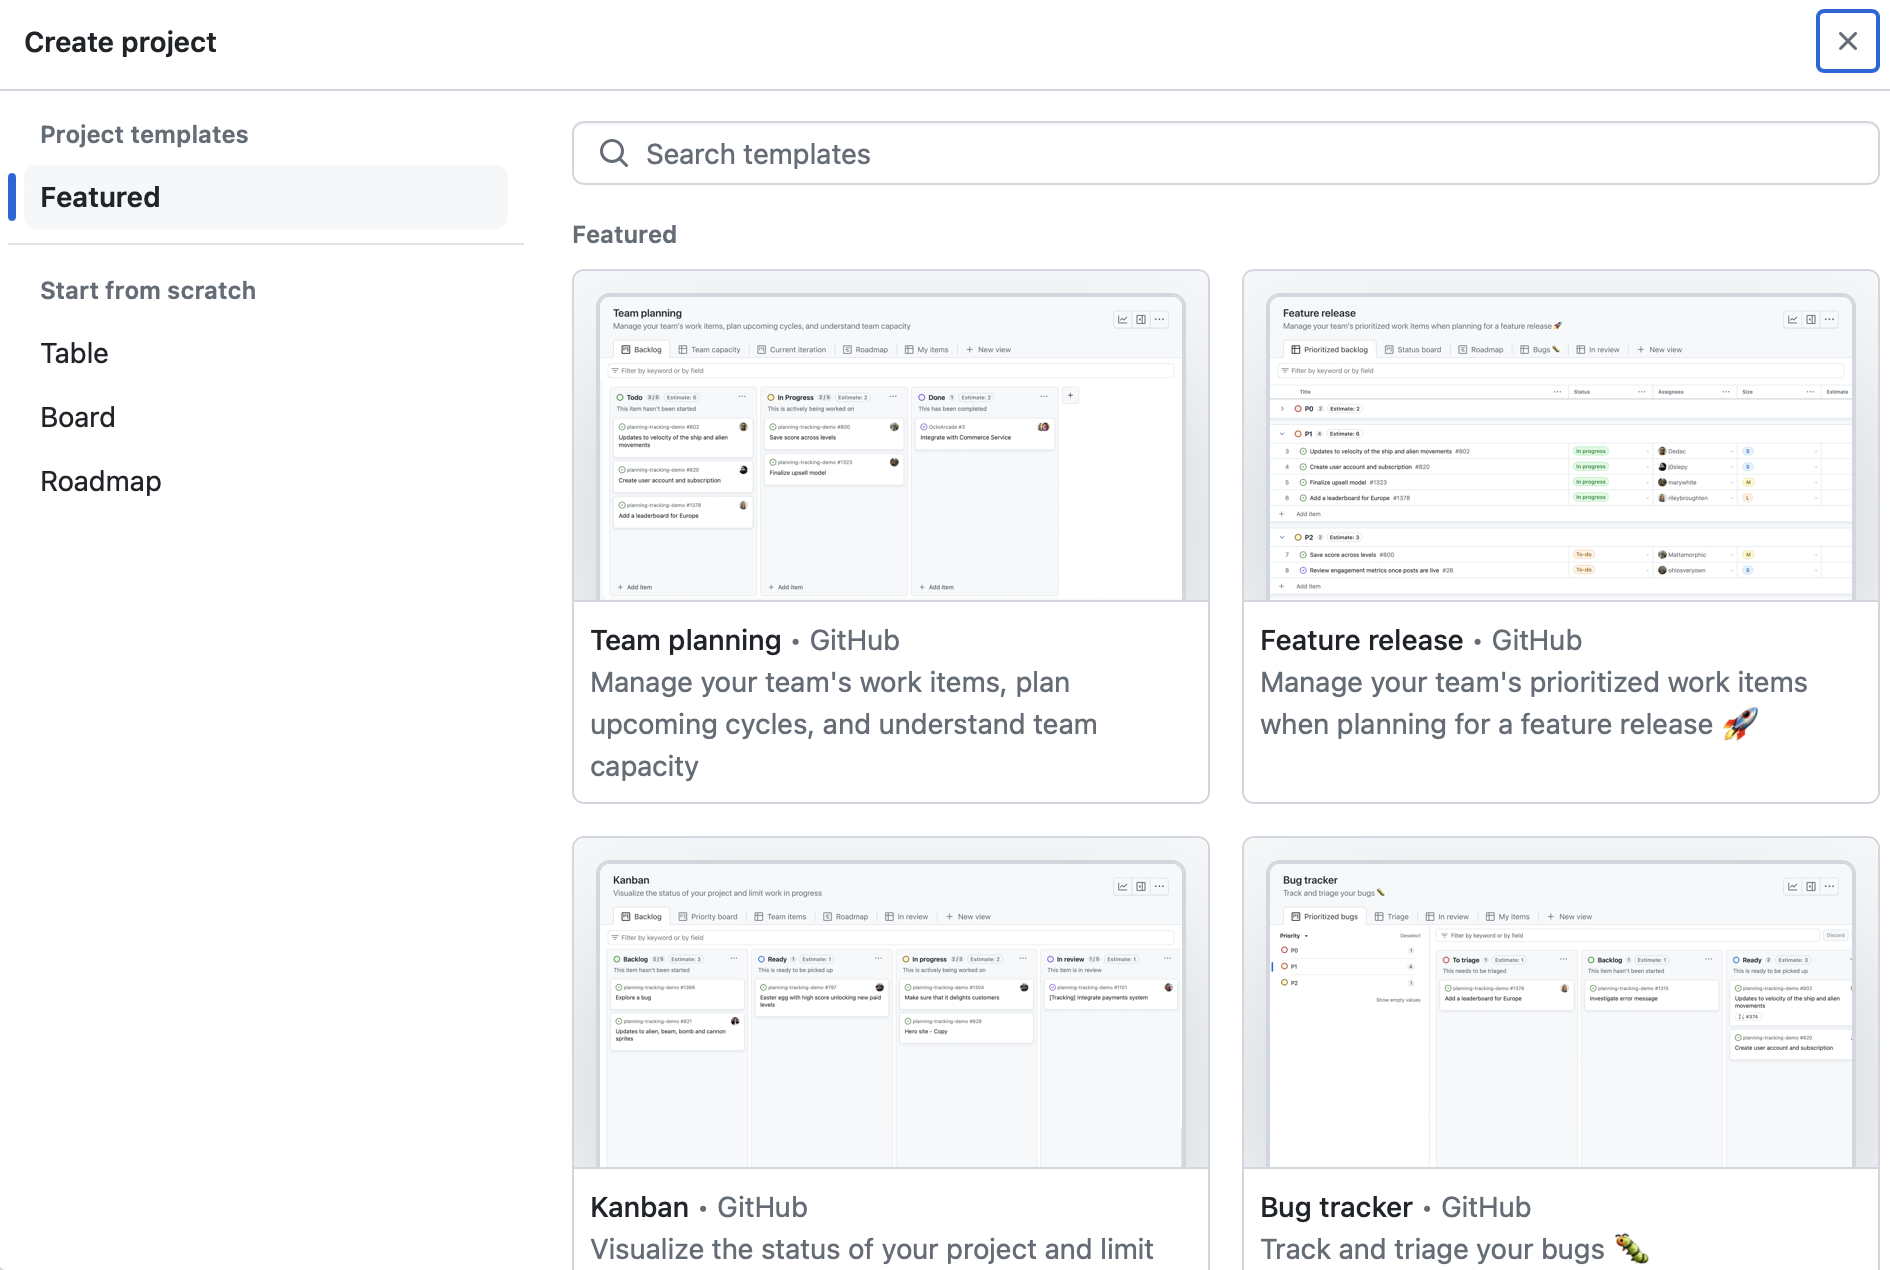 Create project
Project templates
Featured
Start from scratch
Table
Board
Roadmap
Search templates
Featured
Team planning
Manage your team's work items, plan upcoming cycles, and understand team capacity
Backlog
Team capacity
Current iteration
Roadmap
My items
+ New view
Filter by keyword or by field
Todo 3/5 Estimate: 6
This item hasn't been started
planning-tracking-demo #802
Updates to velocity of the ship and alien
movements
planning-tracking-demo #820
Create user account and subscription
planning-tracking-demo #1378
Add a leaderboard for Europe
+ Add item
In Progress 2/5 Estimate: 2
This is actively being worked on
planning-tracking-demo #800
Save score across levels
planning-tracking-demo #1323
Finalize upsell model
+ Add item
Done 1 Estimate: 2
This has been completed
OctoArcade #3
Integrate with Commerce Service
+ Add item
Team planning • GitHub
Manage your team's work items, plan
upcoming cycles, and understand team
capacity
Feature release
Manage your team's prioritized work items when planning for a feature release 🚀
Prioritized backlog
Status board
Roadmap
Bugs 🐛
In review
+ New view
Filter by keyword or by field
Title
Status
Assignees
Size
Estimate
P0 2 Estimate: 2
P1 4 Estimate: 6
3 Updates to velocity of the ship and alien movements #802 In progress Dedac S
4 Create user account and subscription #820 In progress j0siepy S
5 Finalize upsell model #1323 In progress marywhite M
6 Add a leaderboard for Europe #1378 In progress rileybroughten L
+ Add item
P2 2 Estimate: 3
7 Save score across levels #800 To-do Mattamorphic M
8 Review engagement metrics once posts are live #26 To-do ohiosveryown S
+ Add item
Feature release • GitHub
Manage your team's prioritized work items
when planning for a feature release 🚀
Kanban
Visualize the status of your project and limit work in progress
Backlog
Priority board
Team items
Roadmap
In review
+ New view
Filter by keyword or by field
Backlog 2/5 Estimate: 3
This item hasn't been started
planning-tracking-demo #1366
Explore a bug
planning-tracking-demo #821
Updates to alien, beam, bomb and cannon
sprites
Ready 1 Estimate: 1
This is ready to be picked up
planning-tracking-demo #797
Easter egg with high score unlocking new paid
levels
In progress 2/3 Estimate: 2
This is actively being worked on
planning-tracking-demo #1304
Make sure that it delights customers
planning-tracking-demo #829
Hero site - Copy
In review 1/5 Estimate: 1
This item is in review
planning-tracking-demo #1101
[Tracking] Integrate payments system
Kanban • GitHub
Visualize the status of your project and limit
Bug tracker
Track and triage your bugs 🐛
Prioritized bugs
Triage
In review
My items
+ New view
Priority
Deselect
P0 1
P1 4
P2 1
Show empty values
Filter by keyword or by field
Discard
To triage 1 Estimate: 1
This needs to be triaged
planning-tracking-demo #1378
Add a leaderboard for Europe
Backlog 1 Estimate: 1
This item hasn't been started
planning-tracking-demo #1315
Investigate error message
Ready 2 Estimate: 3
This is ready to be picked up
planning-tracking-demo #802
Updates to velocity of the ship and alien
movements
#374
planning-tracking-demo #820
Create user account and subscription
Bug tracker • GitHub
Track and triage your bugs 🐛